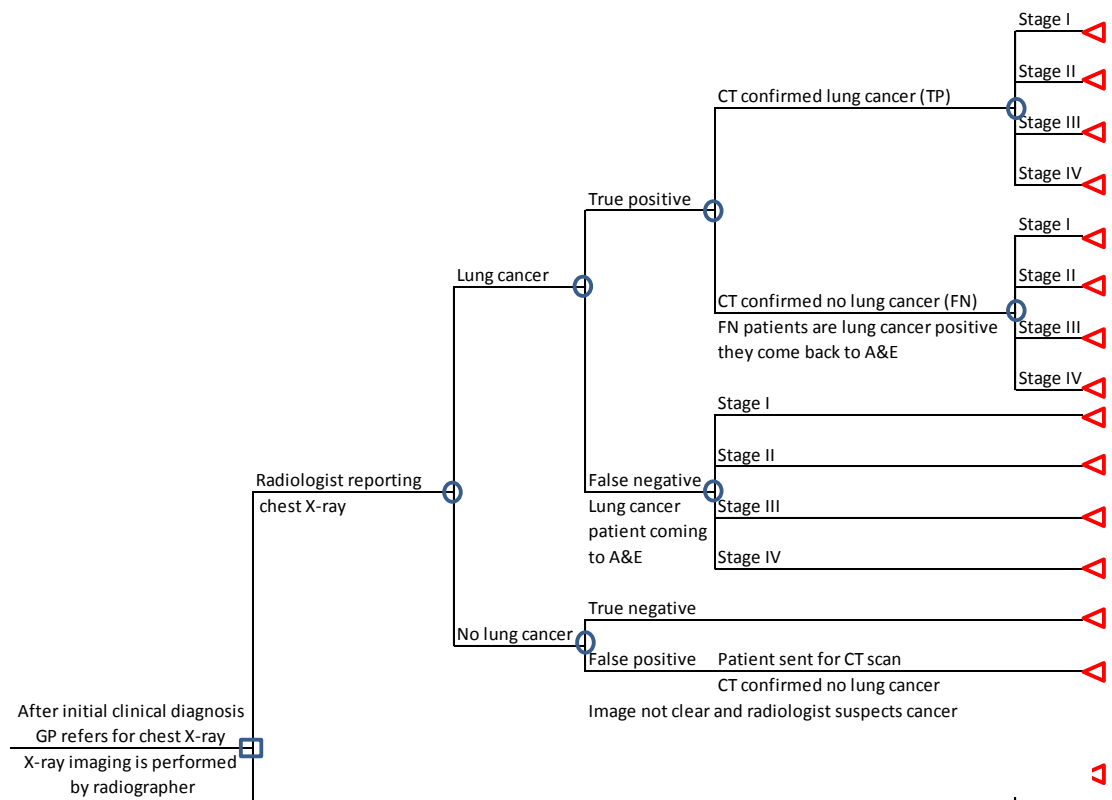 Stage I
Stage II
CT confirmed lung cancer (TP)
Stage III
Stage IV
True positive
Stage I
Lung cancer
Stage II
CT confirmed no lung cancer (FN)
FN patients are lung cancer positive
they come back to A&E
Stage III
Stage IV
Stage I
Stage II
Radiologist reporting
chest X-ray
False negative
Lung cancer
patient coming
to A&E
Stage III
Stage IV
True negative
No lung cancer
False positive
Patient sent for CT scan
CT confirmed no lung cancer
Image not clear and radiologist suspects cancer
After initial clinical diagnosis
GP refers for chest X-ray
X-ray imaging is performed
by radiographer